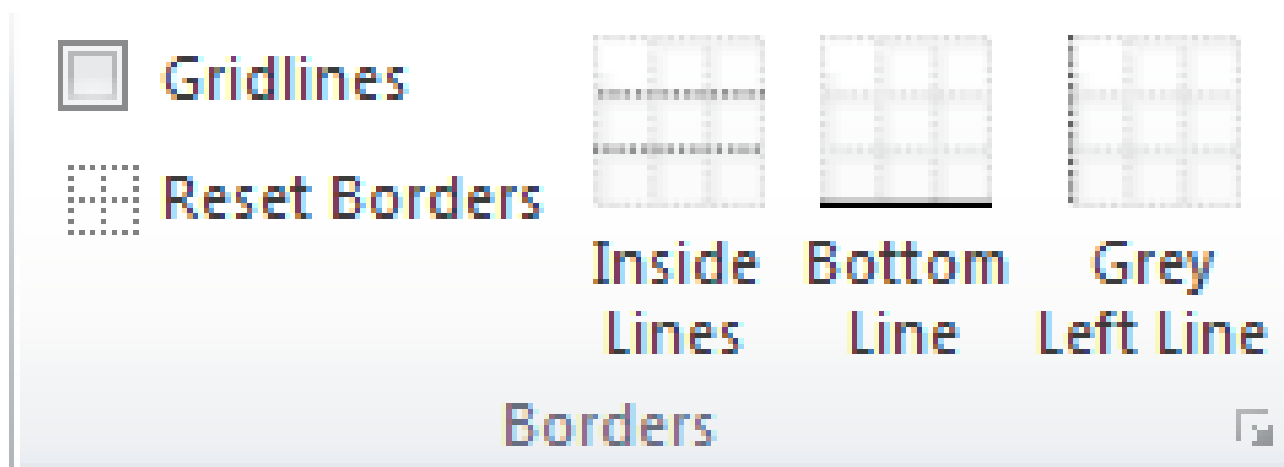 Gridlines
Reset Borders
Inside
Lines
Bottom
Line
Grey
Left Line
Borders